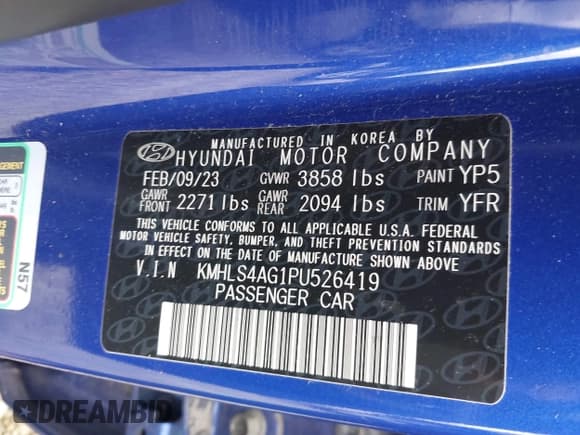 MANUFACTURED IN KOREA BY
HYUNDAI MOTOR COMPANY
FEB/09/23 GVWR 3858 lbs PAINT YP5
GAWR FRONT 2271 lbs GAWR REAR 2094 lbs TRIM YFR
THIS VEHICLE CONFORMS TO ALL APPLICABLE U.S.A. FEDERAL
MOTOR VEHICLE SAFETY, BUMPER, AND THEFT PREVENTION STANDARDS
IN EFFECT ON THE DATE OF MANUFACTURE SHOWN ABOVE
V.I.N KMHLS4AG1PU526419
PASSENGER CAR
N57
DREAMBID